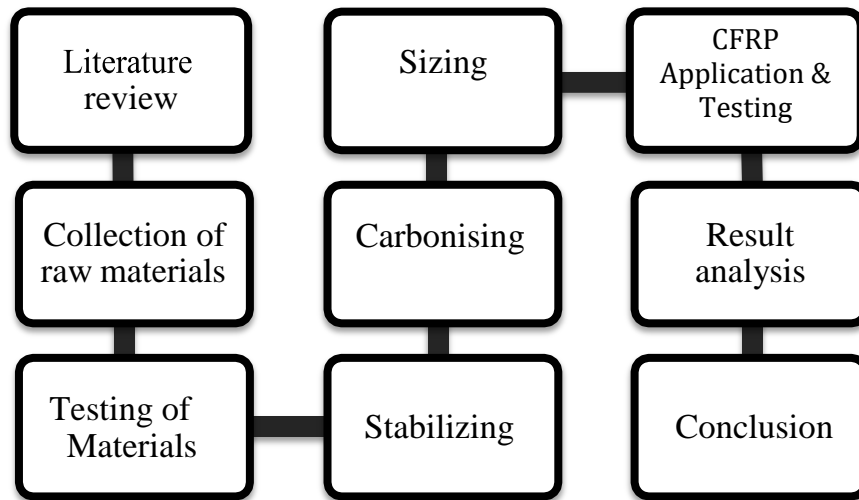 Literature
review
Collection of
raw materials
Testing of
Materials
Stabilizing
Carbonising
Sizing
CFRP
Application &
Testing
Result
analysis
Conclusion